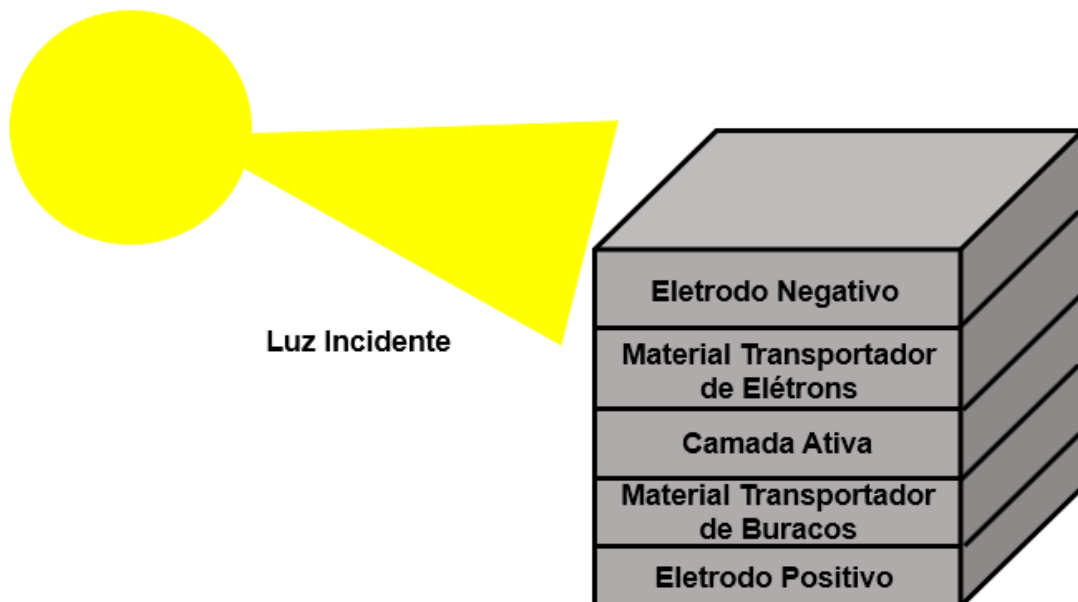 Luz Incidente
Eletrodo Negativo
Material Transportador
de Elétrons
Camada Ativa
Material Transportador
de Buracos
Eletrodo Positivo